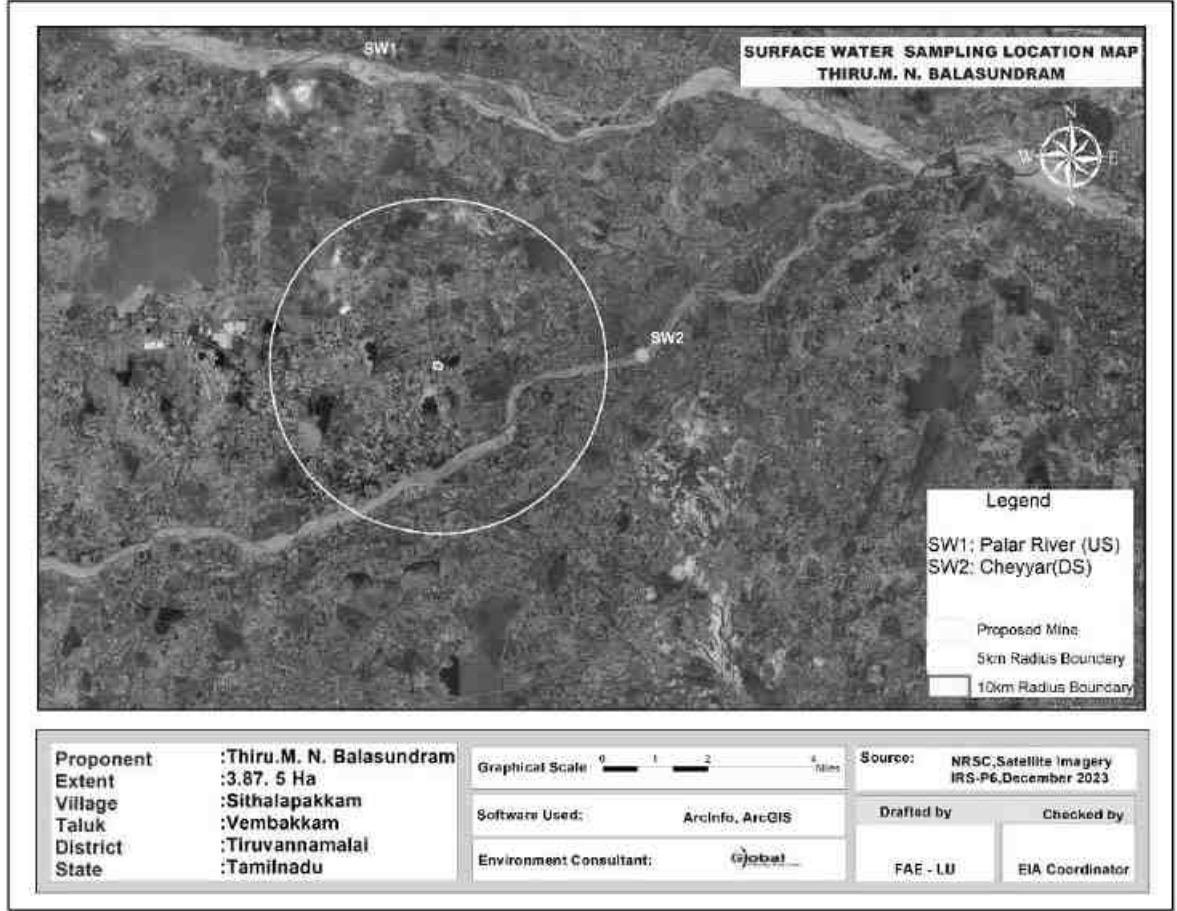 SW1
SURFACE WATER SAMPLING LOCATION MAP
THIRU.M. N. BALASUNDRAM
N
W E
S
SW2
Legend
SW1: Palar River (US)
SW2: Cheyyar(DS)
Proposed Mine
5km Radius Boundary
10km Radius Boundary
Proponent :Thiru.M. N. Balasundram
Extent :3.87. 5 Ha
Village :Sithalapakkam
Taluk :Vembakkam
District :Tiruvannamalai
State :Tamilnadu
Graphical Scale 0 1 2 4 Miles
Software Used: ArcInfo, ArcGIS
Environment Consultant: Global
Source: NRSC,Satellite Imagery
IRS-P6,December 2023
Drafted by Checked by
FAE - LU EIA Coordinator